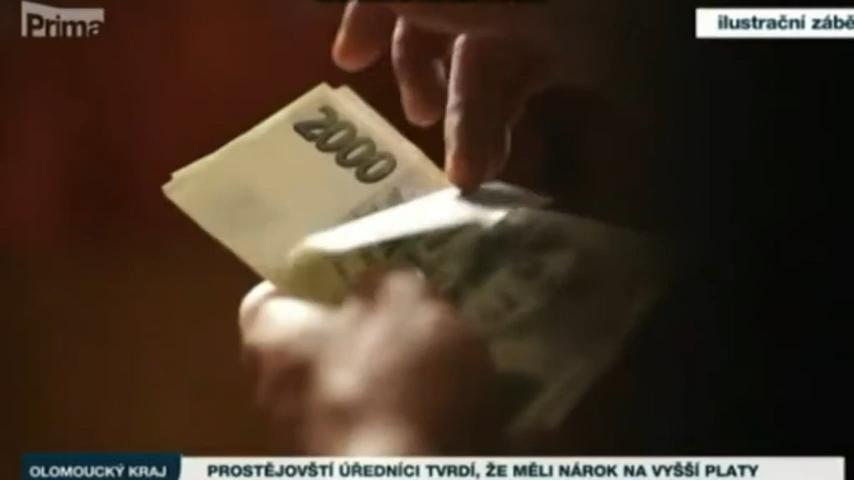 Prima
ilustrační zábě
2000
OLOMOUCKÝ KRAJ
PROSTĚJOVŠTÍ ÚŘEDNÍCI TVRDÍ, ŽE MĚLI NÁROK NA VYŠŠÍ PLATY